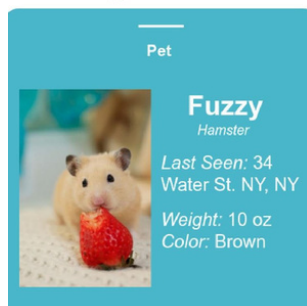 Pet
Fuzzy
Hamster
Last Seen: 34
Water St. NY, NY
Weight: 10 oz
Color: Brown